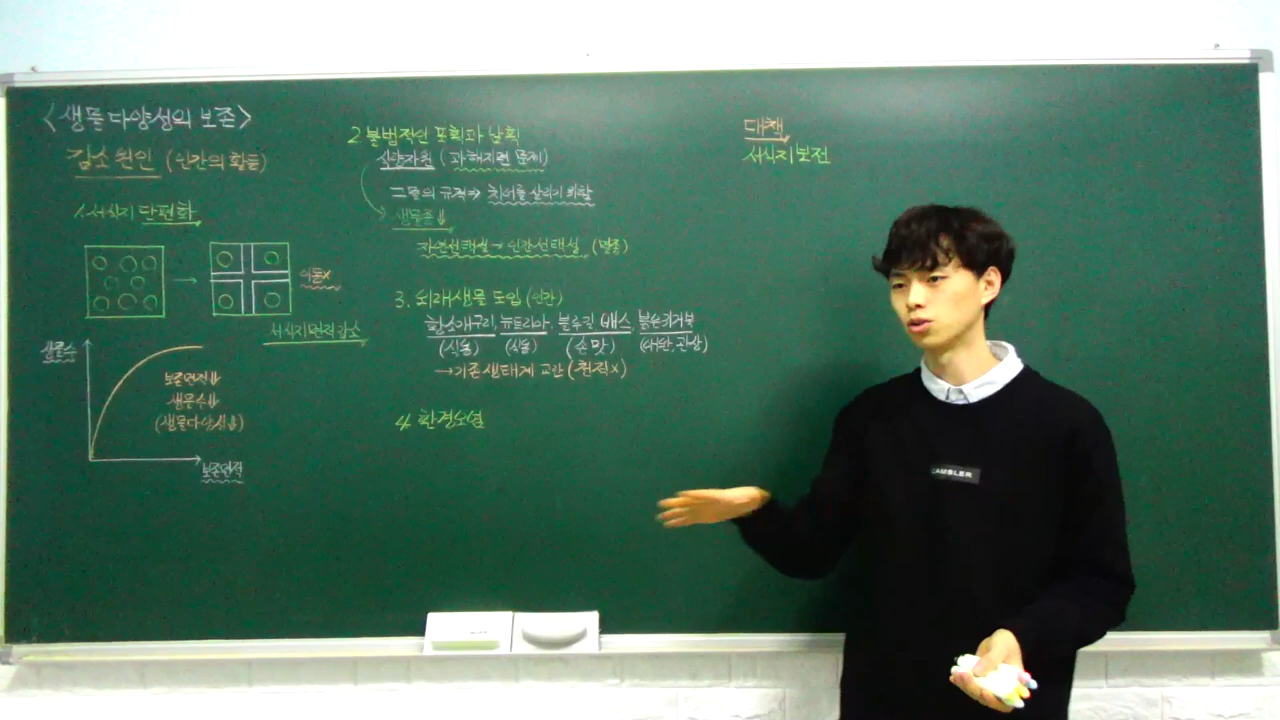 <생물 다양성의 보존>
감소 원인 (인간의 활동)
1. 서식지 단편화
이동x
서식지면적감소
생물수
보존면적⇓
생물수⇓
(생물다양성⇓)
보존면적
2. 불법적인 포획과 남획
식량자원 (과해지면 문제)
그물의 규격⇒ 치어를 살리기 위함
생물종⇓
자연선택설→인간선택설 (멸종)
3. 외래생물 도입 (인간)
황소개구리, 뉴트리아, 블루길 배스, 붉은귀거북
(식용) (식용) (손맛) (애완, 관상)
→기존생태계 교란 (천적x)
4. 환경오염
대책
서식지보전
AMBLER